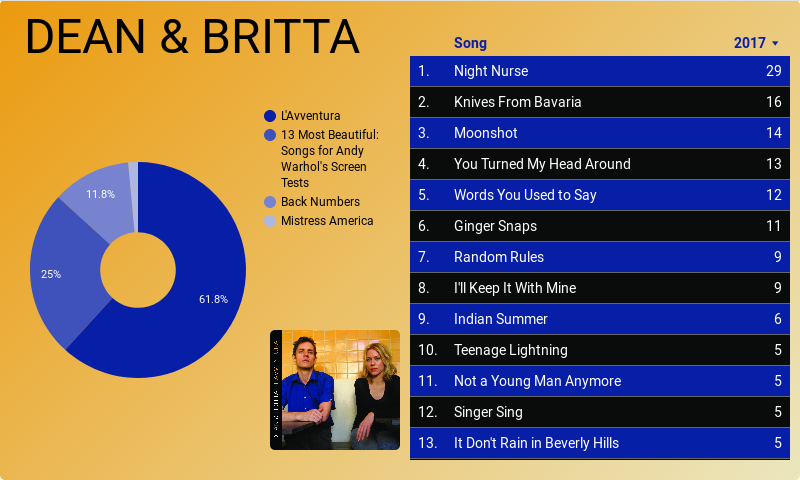 DEAN & BRITTA
L'Avventura
13 Most Beautiful:
Songs for Andy
Warhol's Screen
Tests
Back Numbers
Mistress America
11.8%
25%
61.8%
Song 2017
1. Night Nurse 29
2. Knives From Bavaria 16
3. Moonshot 14
4. You Turned My Head Around 13
5. Words You Used to Say 12
6. Ginger Snaps 11
7. Random Rules 9
8. I'll Keep It With Mine 9
9. Indian Summer 6
10. Teenage Lightning 5
11. Not a Young Man Anymore 5
12. Singer Sing 5
13. It Don't Rain in Beverly Hills 5